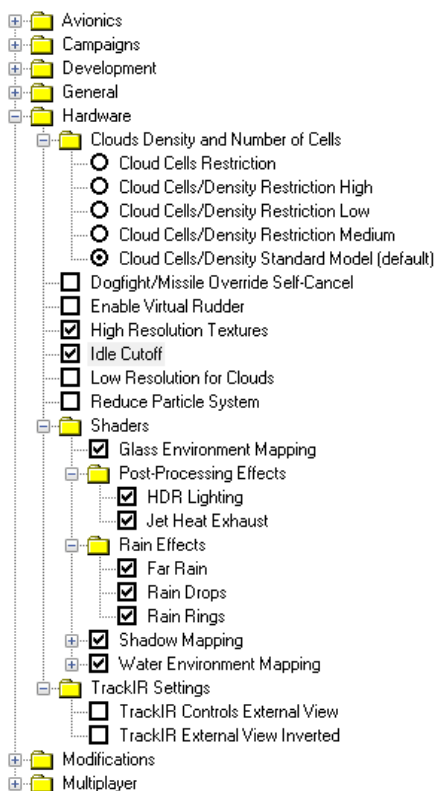 Avionics
Campaigns
Development
General
Hardware
Clouds Density and Number of Cells
Cloud Cells Restriction
Cloud Cells/Density Restriction High
Cloud Cells/Density Restriction Low
Cloud Cells/Density Restriction Medium
Cloud Cells/Density Standard Model (default)
Dogfight/Missile Override Self-Cancel
Enable Virtual Rudder
High Resolution Textures
Idle Cutoff
Low Resolution for Clouds
Reduce Particle System
Shaders
Glass Environment Mapping
Post-Processing Effects
HDR Lighting
Jet Heat Exhaust
Rain Effects
Far Rain
Rain Drops
Rain Rings
Shadow Mapping
Water Environment Mapping
TrackIR Settings
TrackIR Controls External View
TrackIR External View Inverted
Modifications
Multiplayer